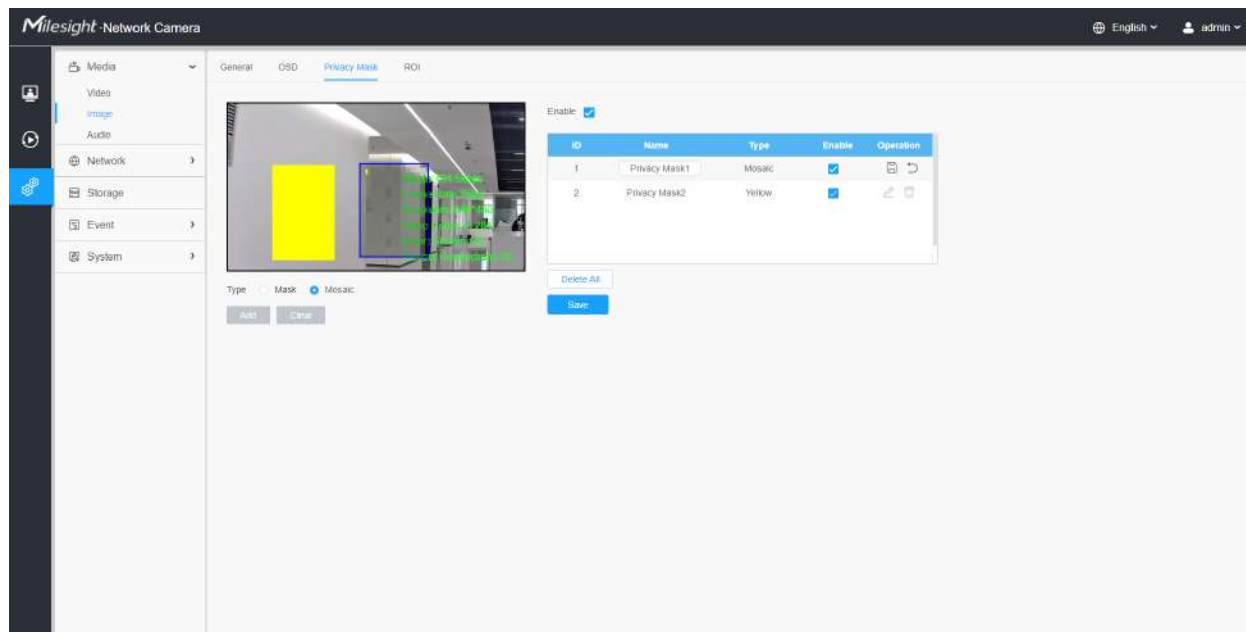 Milesight -Network Camera
English
admin
Media
Video
Image
Audio
Network
Storage
Event
System
General OSD Privacy Mask ROI
Enable
ID Name Type Enable Operation
1 Privacy Mask1 Mosaic
2 Privacy Mask2 Yellow
1
Type Mask Mosaic
Add Clear
Delete All
Save